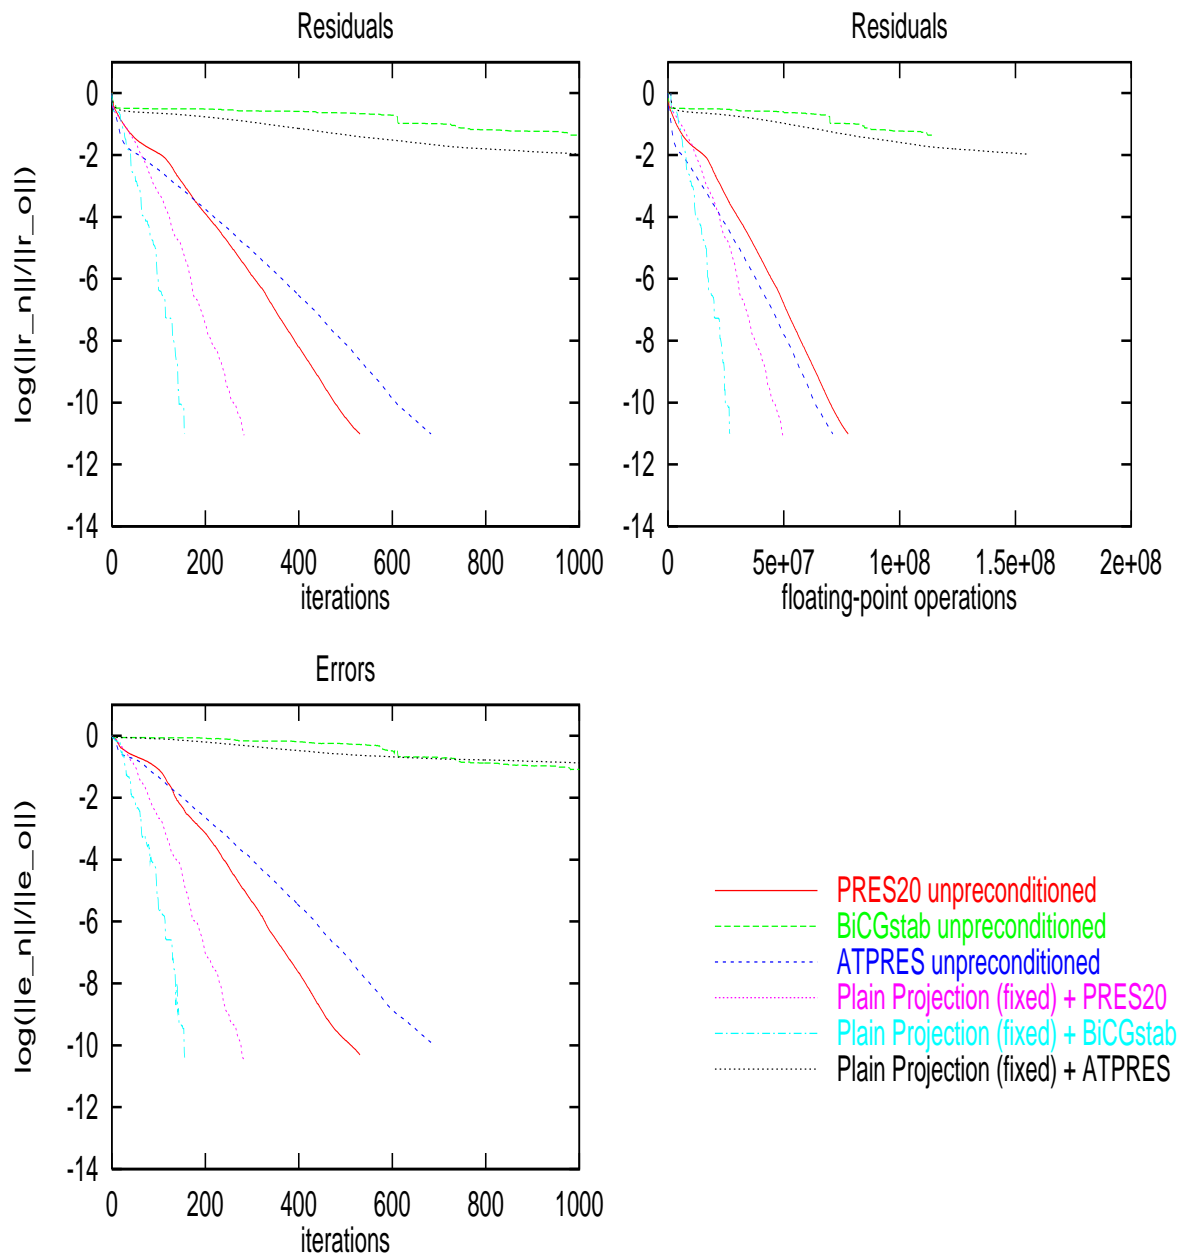 Residuals
log(||r_n||/||r_o||)
0
-2
-4
-6
-8
-10
-12
-14
0 200 400 600 800 1000
iterations
Residuals
0
-2
-4
-6
-8
-10
-12
-14
0 5e+07 1e+08 1.5e+08 2e+08
floating-point operations
Errors
log(||e_n||/||e_o||)
0
-2
-4
-6
-8
-10
-12
-14
0 200 400 600 800 1000
iterations
PRES20 unpreconditioned
BiCGstab unpreconditioned
ATPRES unpreconditioned
Plain Projection (fixed) + PRES20
Plain Projection (fixed) + BiCGstab
Plain Projection (fixed) + ATPRES